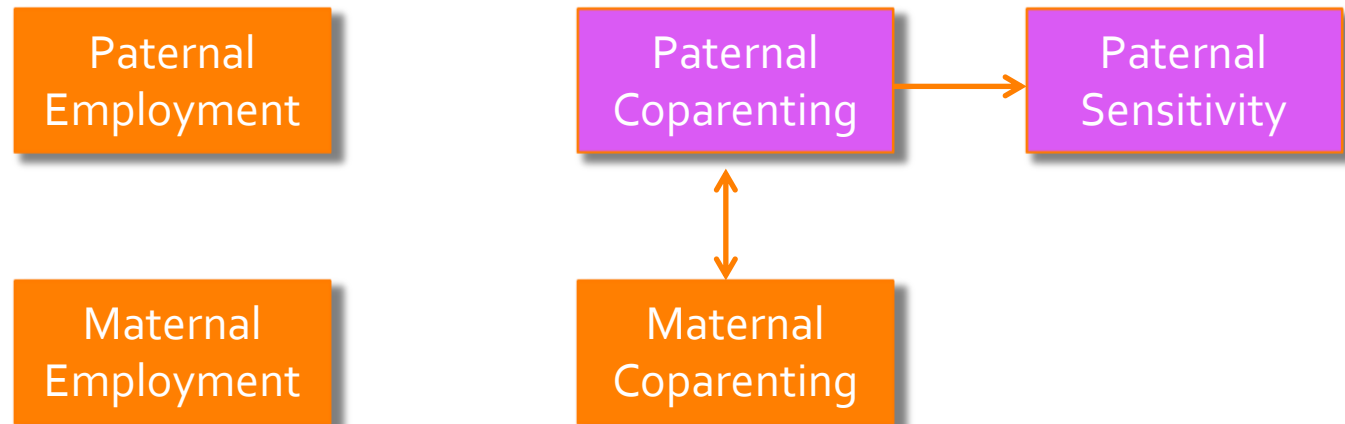 Paternal
Employment
Paternal
Coparenting
Paternal
Sensitivity
Maternal
Employment
Maternal
Coparenting